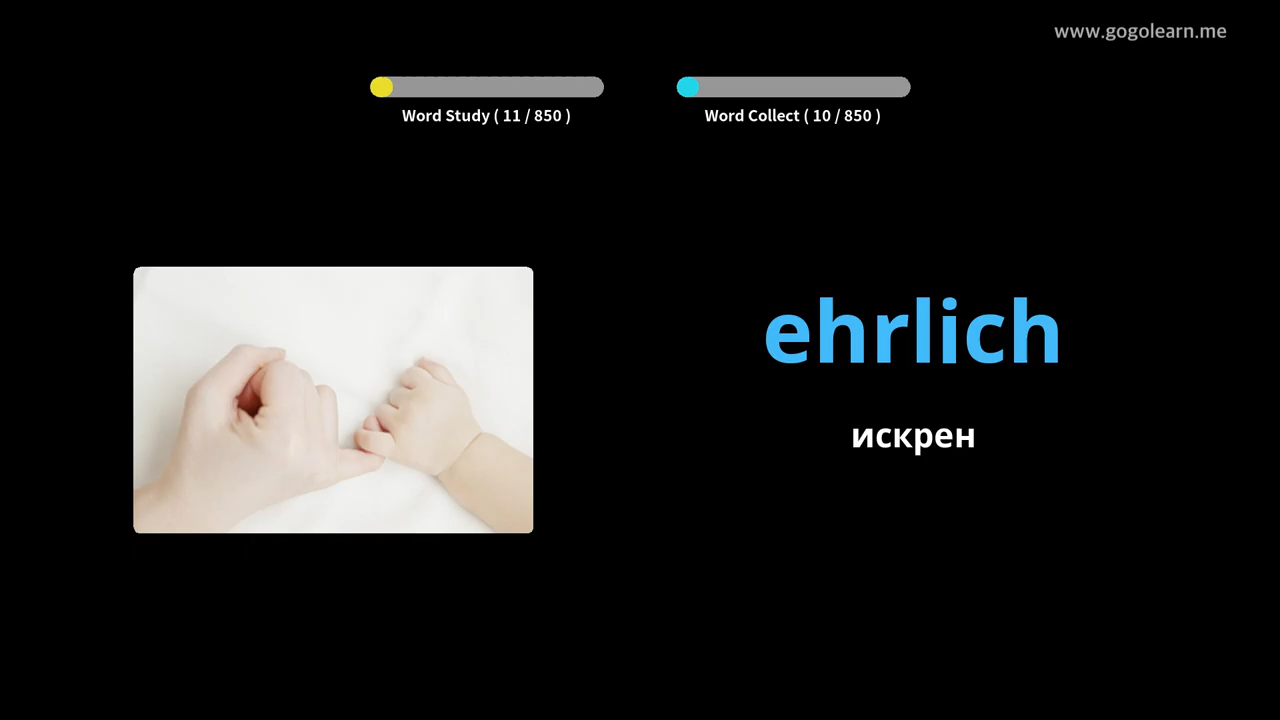 www.gogolearn.me
Word Study ( 11 / 850 )
Word Collect ( 10 / 850 )
ehrlich
искрен